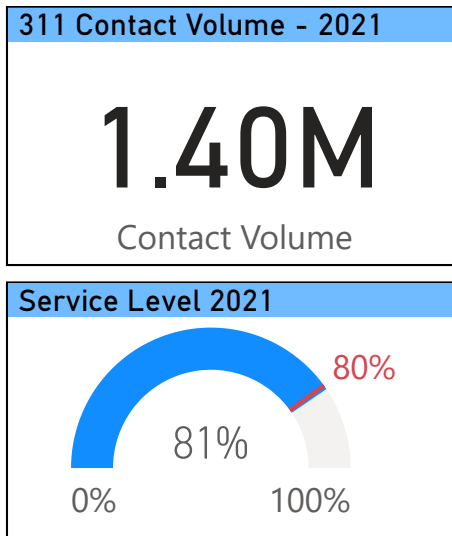 311 Contact Volume - 2021
1.40M
Contact Volume
Service Level 2021
80%
81%
0%
100%